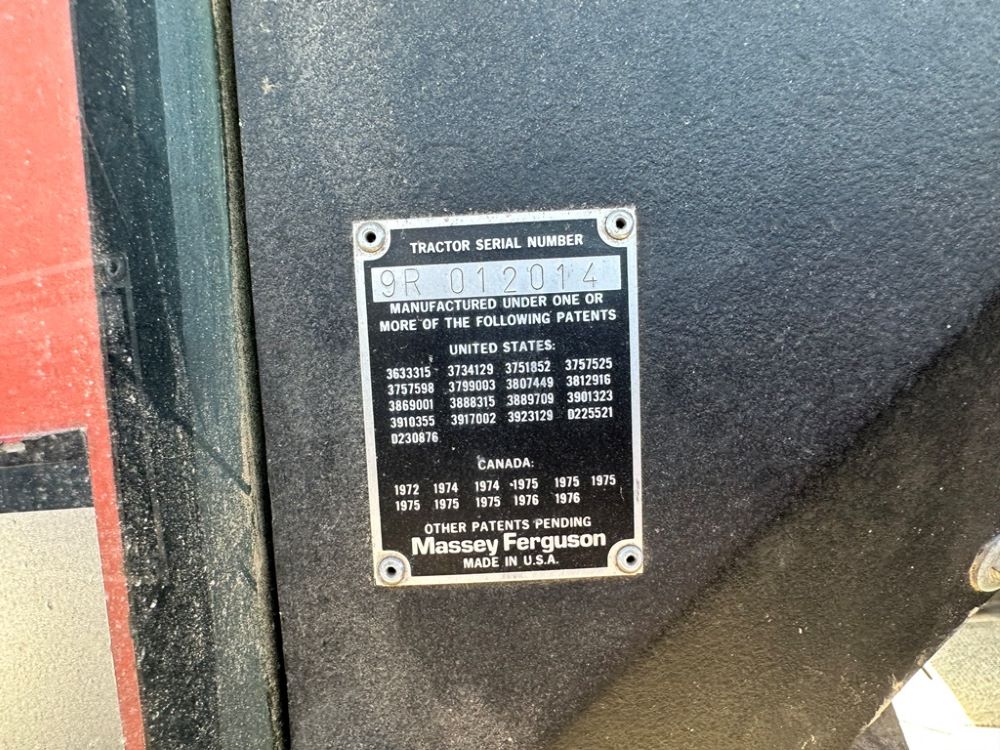 TRACTOR SERIAL NUMBER
9R 012014
MANUFACTURED UNDER ONE OR
MORE OF THE FOLLOWING PATENTS
UNITED STATES:
3633315 3734129 3751852 3757525
3757598 3799003 3807449 3812916
3869001 3888315 3889709 3901323
3910355 3917002 3923129 D225521
D230876
CANADA:
1972 1974 1974 1975 1975 1975
1975 1975 1975 1976 1976
OTHER PATENTS PENDING
Massey Ferguson
MADE IN U.S.A.